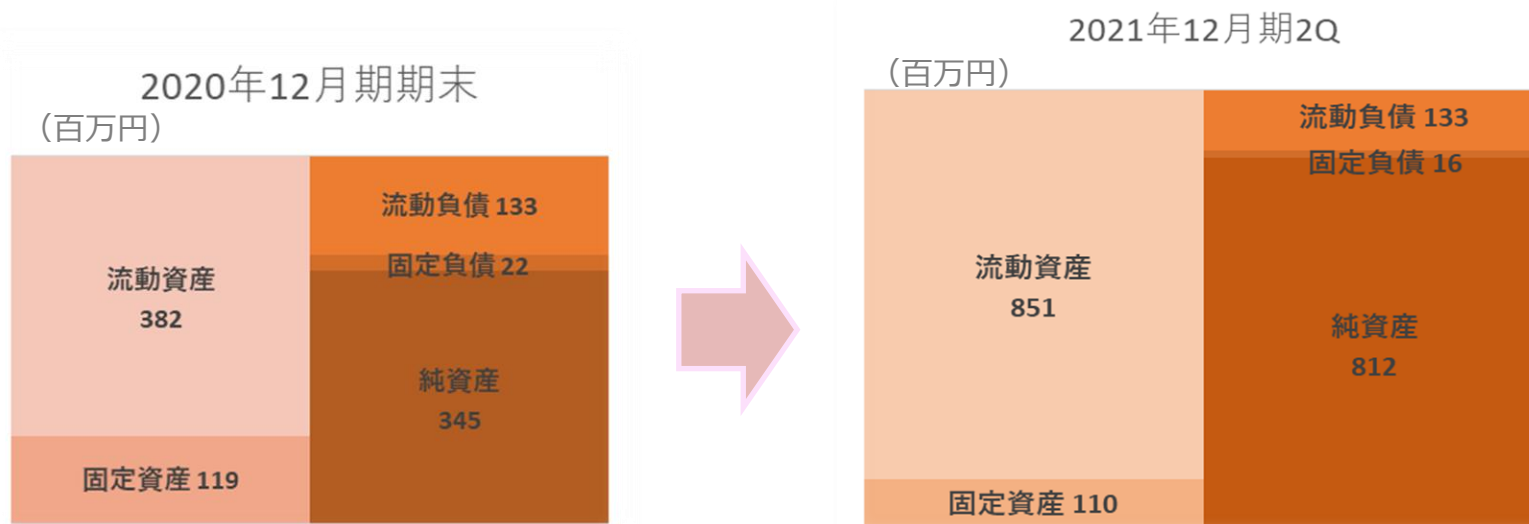 2020年12月期期末
（百万円）
流動資産
382
固定資産 119
流動負債 133
固定負債 22
純資産
345
2021年12月期2Q
（百万円）
流動資産
851
固定資産 110
流動負債 133
固定負債 16
純資産
812